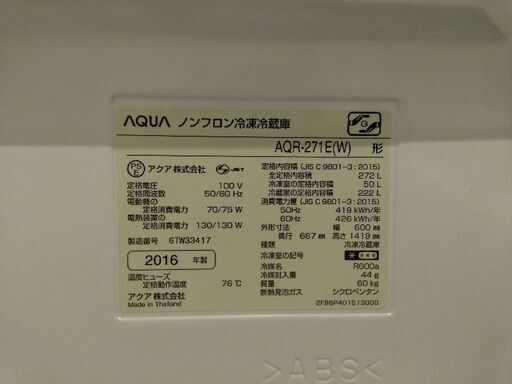 AQUA ノンフロン冷凍冷蔵庫
G
AQR-271E(W) 形
PS E アクア株式会社 S JET
定格電圧 100 V
定格周波数 50/60 Hz
電動機の
定格消費電力 70/75 W
電熱装置の
定格消費電力 130/130 W
製造番号 6TW33417
2016 年製
温度ヒューズ
定格動作温度 76℃
アクア株式会社
Made in Thailand
定格内容積 (JIS C 9801-3 : 2015)
全定格内容積 272 L
冷凍室の定格内容積 50 L
冷蔵室の定格内容積 222 L
消費電力量 (JIS C 9801-3 : 2015)
50Hz 419 kWh/年
60Hz 426 kWh/年
外形寸法 幅 600 mm
奥行 667 mm 高さ 1419 mm
種類 冷凍冷蔵庫
冷凍室の記号
冷媒名 R600a
冷媒封入量 44 g
質量 60 kg
断熱発泡ガス シクロペンタン
2FB5P401513000
>ABS<